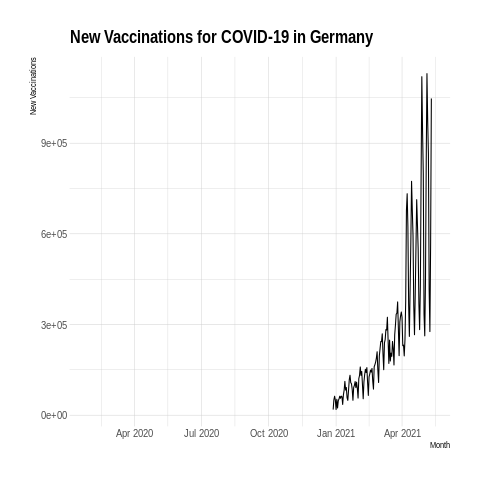 New Vaccinations for COVID-19 in Germany
New Vaccinations
9e+05
6e+05
3e+05
0e+00
Apr 2020 Jul 2020 Oct 2020 Jan 2021 Apr 2021
Month